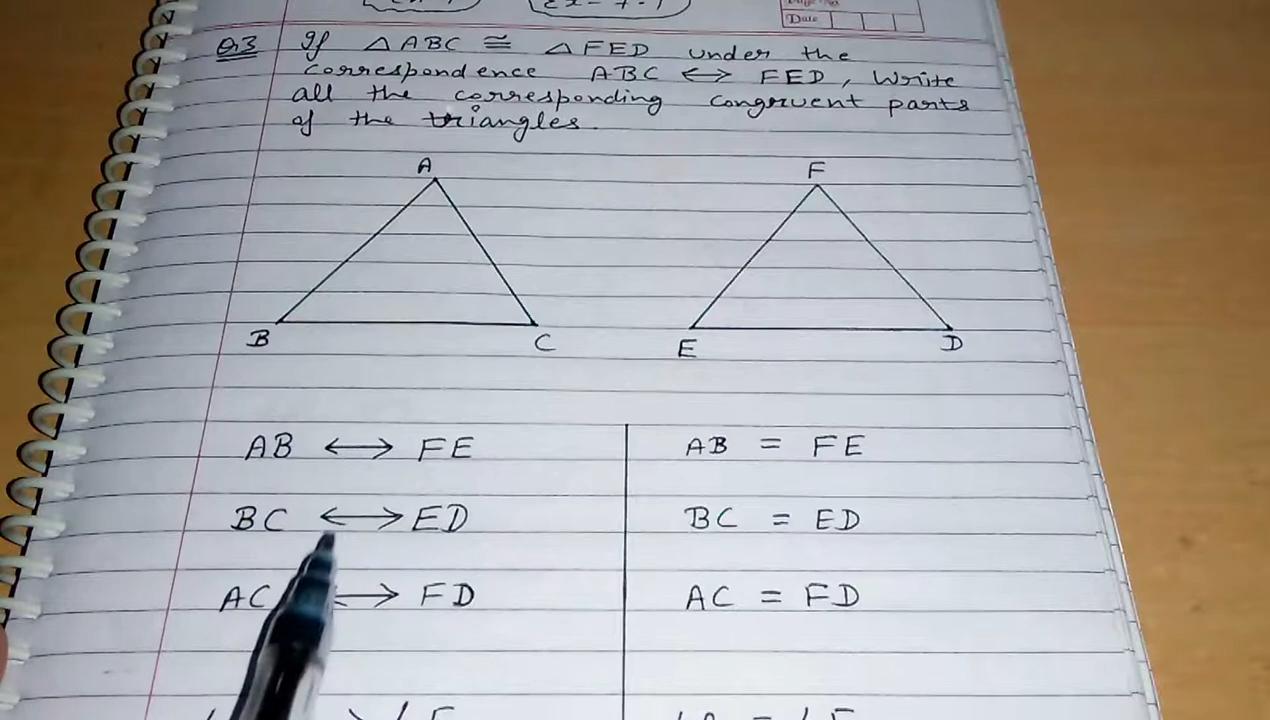 Date
Q.3 If △ABC ≅ △FED under the
correspondence ABC ↔ FED, Write
all the corresponding congruent parts
of the triangles.
A
F
B
C
E
D
AB ↔ FE
AB = FE
BC ↔ ED
BC = ED
AC ↔ FD
AC = FD